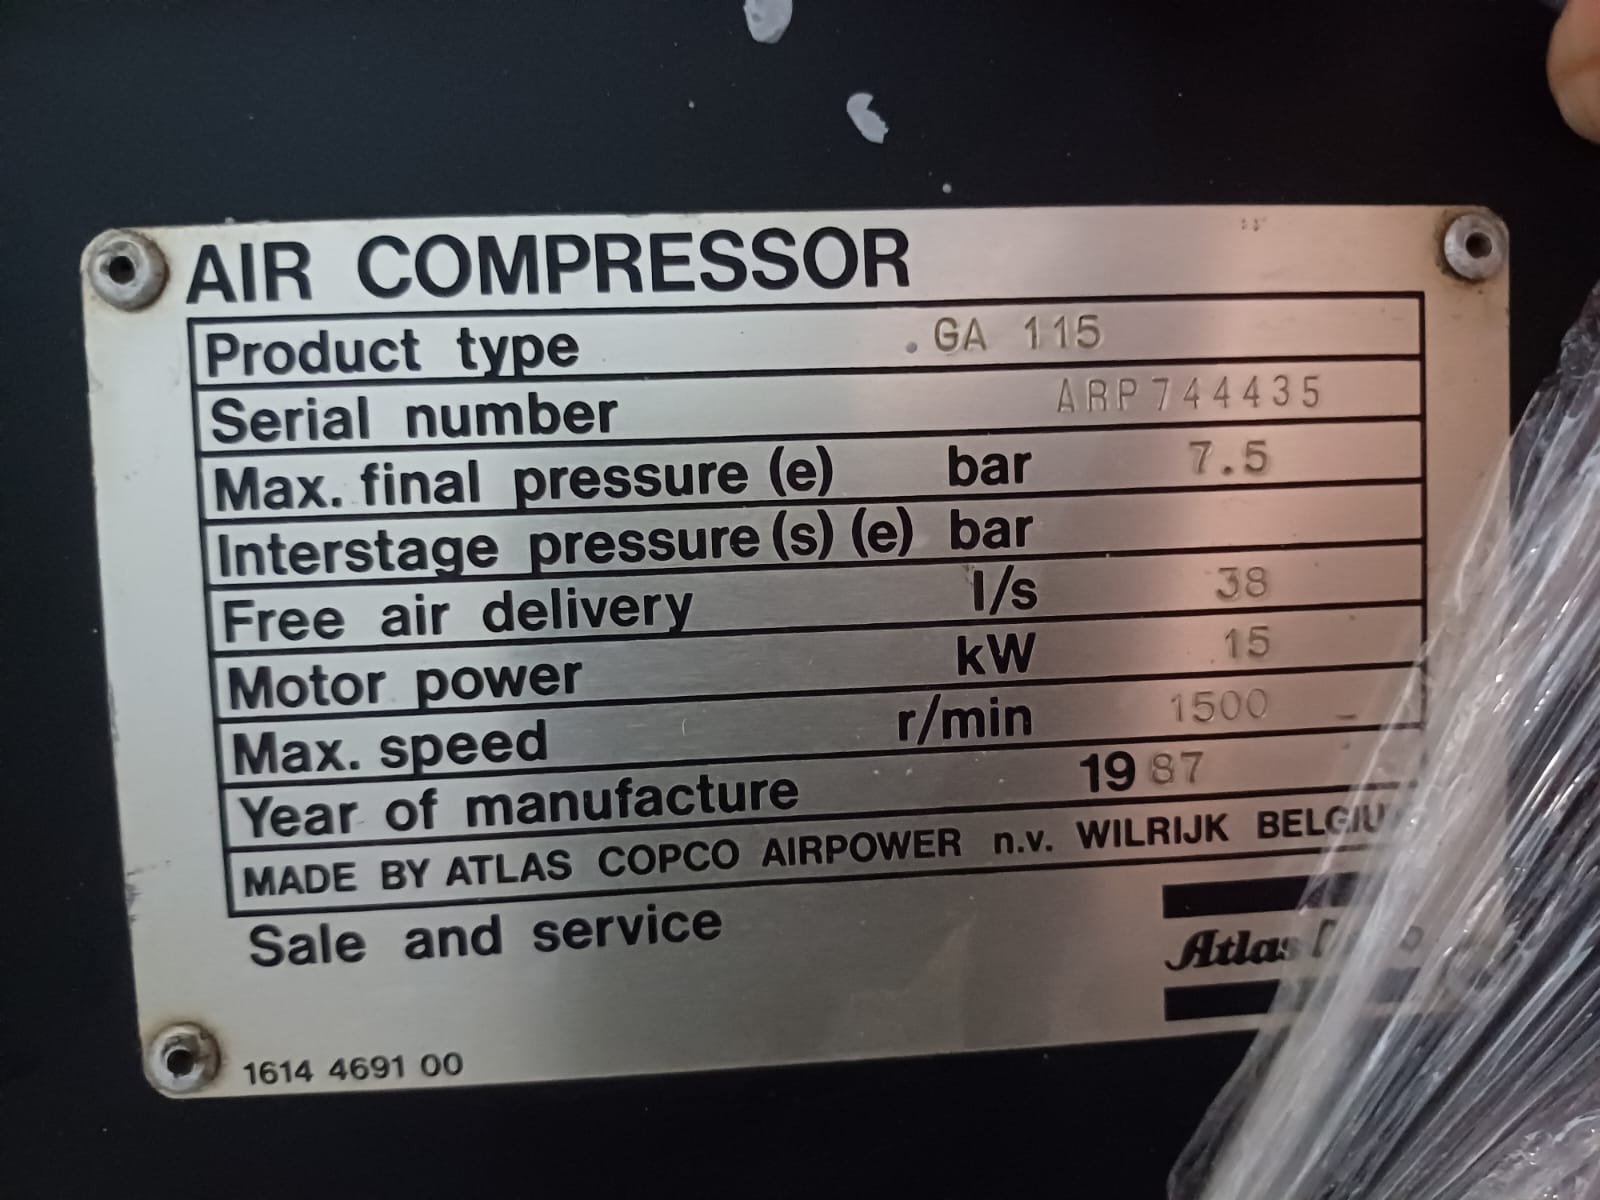 AIR COMPRESSOR
Product type . GA 115
Serial number ARP744435
Max. final pressure (e) bar 7.5
Interstage pressure (s) (e) bar
Free air delivery l/s 38
Motor power kW 15
Max. speed r/min 1500
Year of manufacture 1987
MADE BY ATLAS COPCO AIRPOWER n.v. WILRIJK BELGIU
Sale and service
Atlas
1614 4691 00